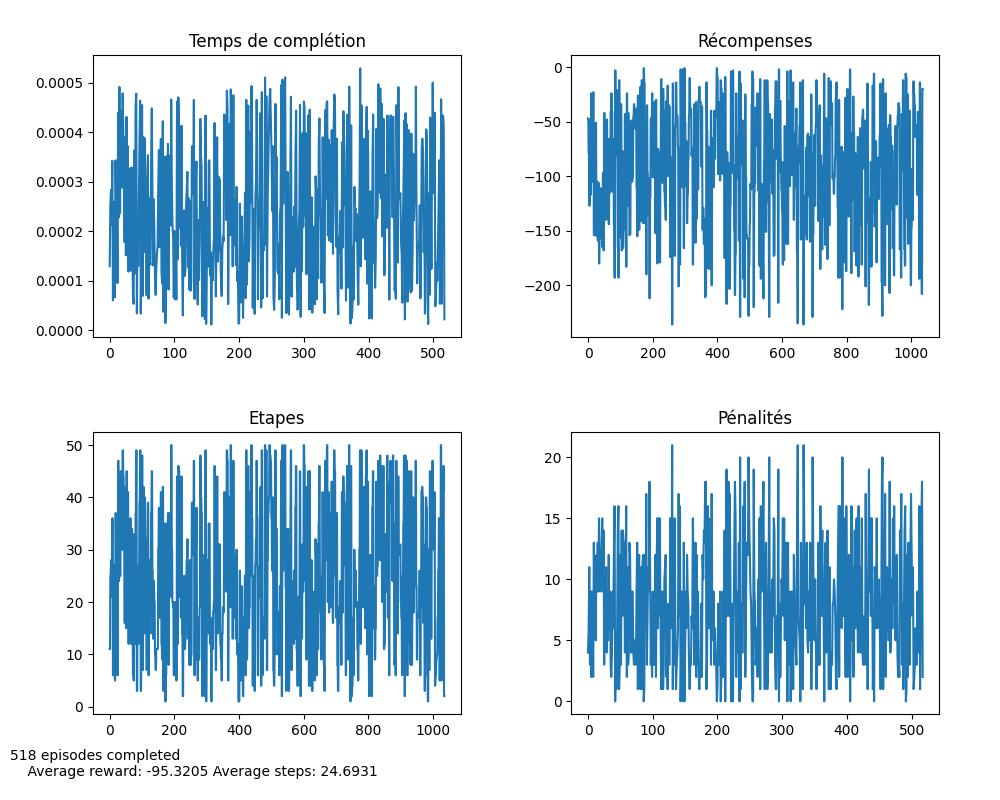 Temps de complétion
0.0005
0.0004
0.0003
0.0002
0.0001
0.0000
0 100 200 300 400 500
Récompenses
0
−50
−100
−150
−200
0 200 400 600 800 1000
Etapes
50
40
30
20
10
0
0 200 400 600 800 1000
Pénalités
20
15
10
5
0
0 100 200 300 400 500
518 episodes completed
Average reward: -95.3205 Average steps: 24.6931